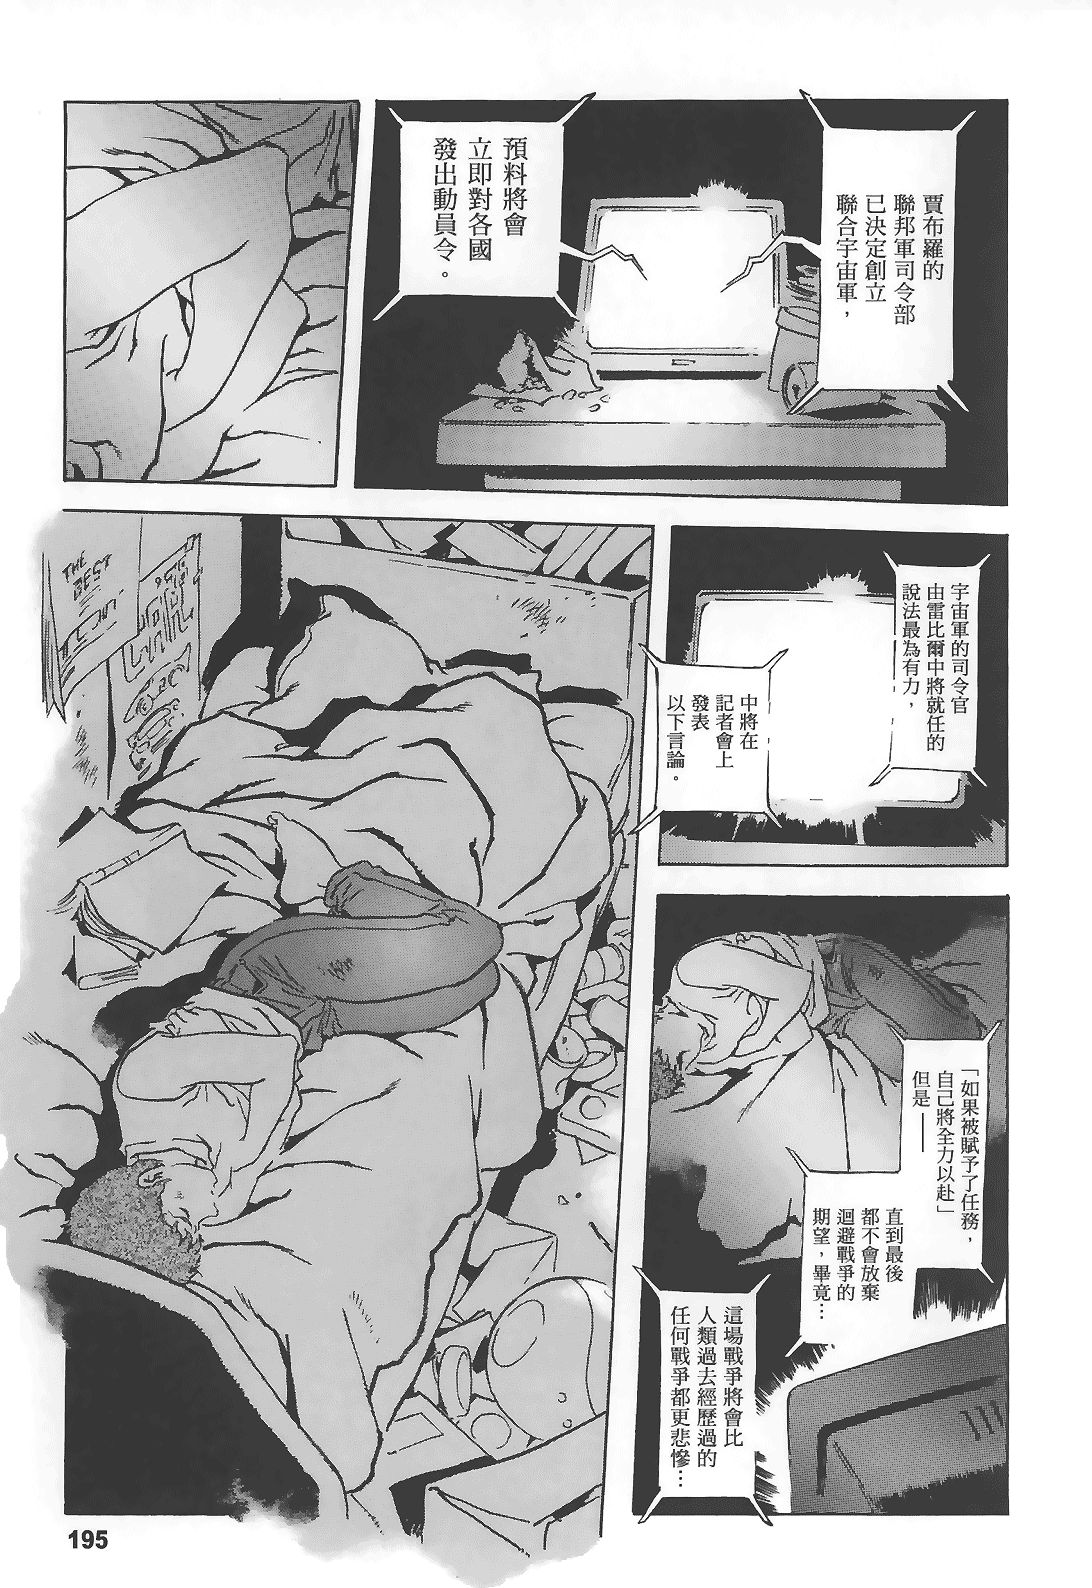 賈布羅的
聯邦軍司令部
已決定創立
聯合宇宙軍，
預料將會
立即對各國
發出動員令。
宇宙軍的司令官
由雷比爾中將就任的
說法最為有力，
中將在
記者會上
發表
以下言論。
「如果被賦予了任務，
自己將全力以赴」
但是——
直到最後
都不會放棄
迴避戰爭的
期望，畢竟…
這場戰爭將會比
人類過去經歷過的
任何戰爭都更悲慘…
THE
BEST
195